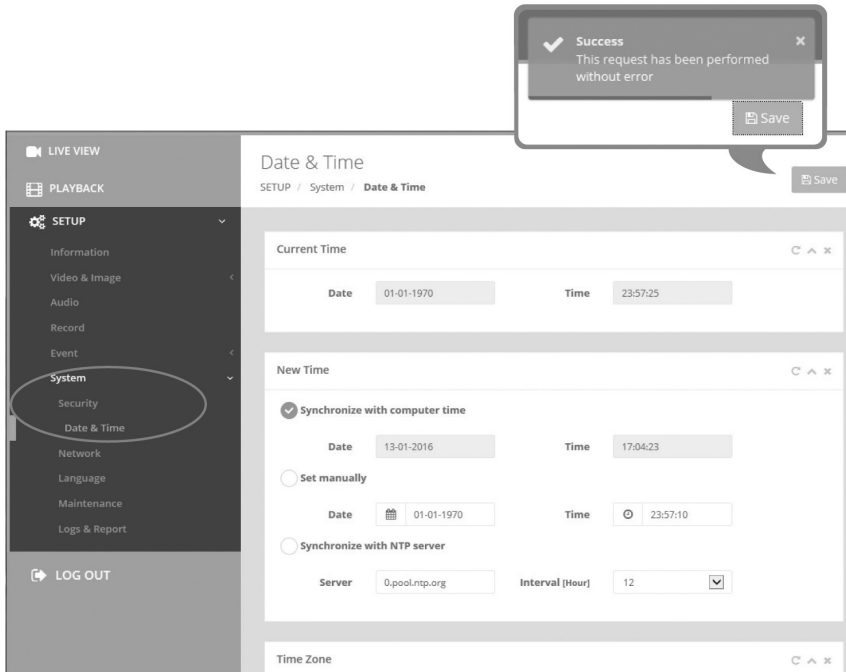 Success
This request has been performed
without error
Save
LIVE VIEW
PLAYBACK
SETUP
Information
Video & Image
Audio
Record
Event
System
Security
Date & Time
Network
Language
Maintenance
Logs & Report
LOG OUT
Date & Time
SETUP / System / Date & Time
Save
Current Time
Date 01-01-1970 Time 23:57:25
New Time
Synchronize with computer time
Date 13-01-2016 Time 17:04:23
Set manually
Date 01-01-1970 Time 23:57:10
Synchronize with NTP server
Server 0.pool.ntp.org Interval [Hour] 12
Time Zone